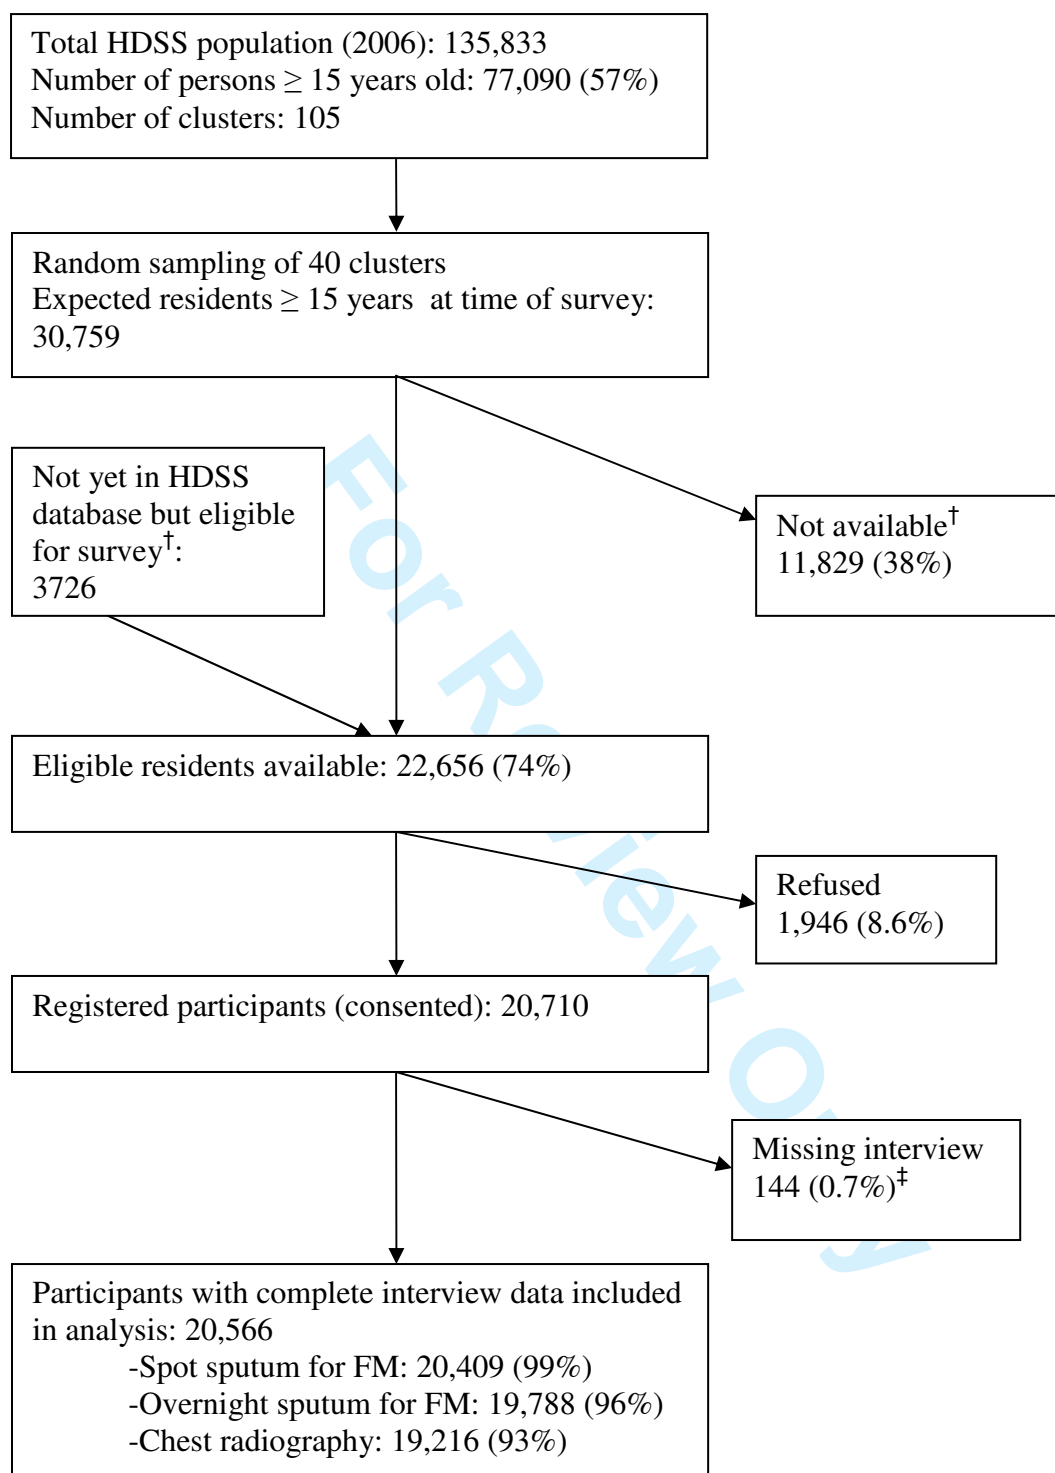 Total HDSS population (2006): 135,833
Number of persons ≥ 15 years old: 77,090 (57%)
Number of clusters: 105
Random sampling of 40 clusters
Expected residents ≥ 15 years  at time of survey:
30,759
Not yet in HDSS
database but eligible
for survey†:
3726
Not available†
11,829 (38%)
Eligible residents available: 22,656 (74%)
Refused
1,946 (8.6%)
Registered participants (consented): 20,710
Missing interview
144 (0.7%)‡
Participants with complete interview data included
in analysis: 20,566
-Spot sputum for FM: 20,409 (99%)
-Overnight sputum for FM: 19,788 (96%)
-Chest radiography: 19,216 (93%)
For Review Only